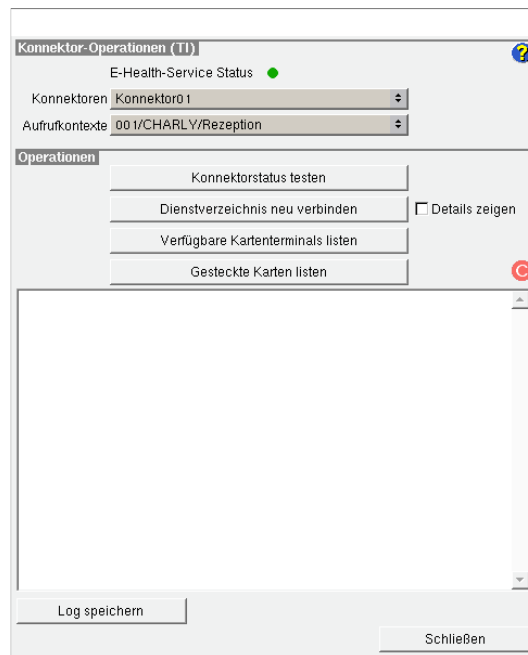 Konnektor-Operationen (TI)
?
E-Health-Service Status
Konnektoren Konnektor01
Aufrufkontexte 001/CHARLY/Rezeption
Operationen
Konnektorstatus testen
Dienstverzeichnis neu verbinden Details zeigen
Verfügbare Kartenterminals listen
Gesteckte Karten listen
C
Log speichern
Schließen